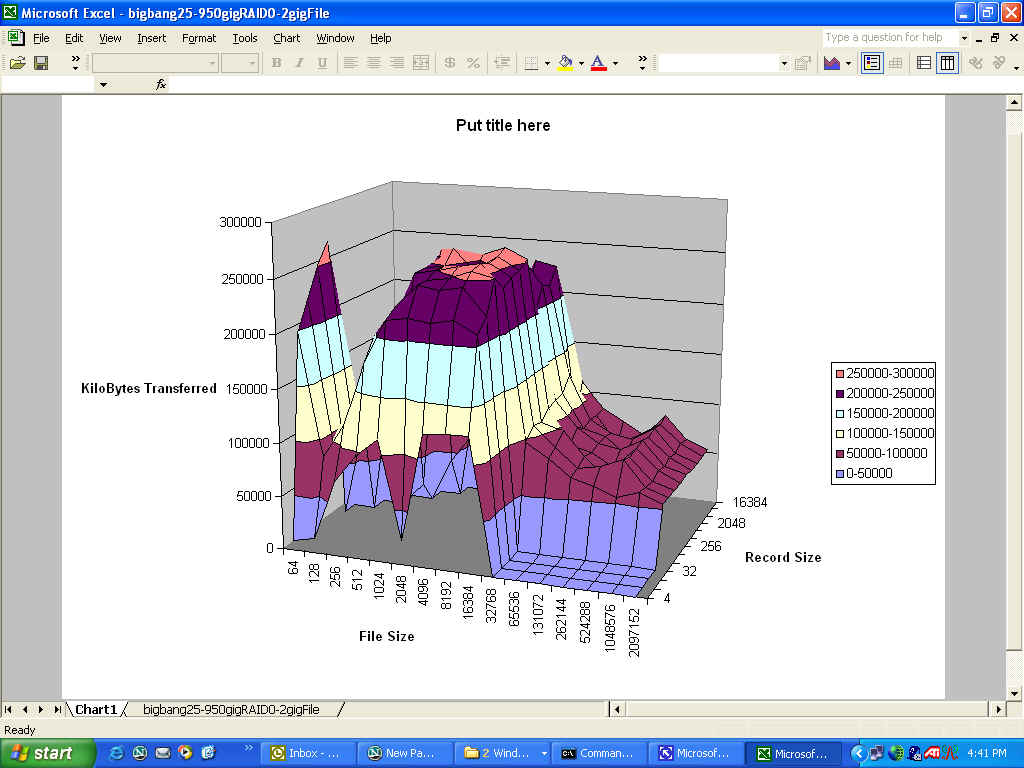 Microsoft Excel - bigbang25-950gigRAID0-2gigFile
File Edit View Insert Format Tools Chart Window Help
Type a question for help
B I U $ %
fx
Put title here
300000
250000
200000
KiloBytes Transferred
150000
100000
50000
0
64 128 256 512 1024 2048 4096 8192 16384 32768 65536 131072 262144 524288 1048576 2097152
File Size
16384
2048
256
32
4
Record Size
250000-300000
200000-250000
150000-200000
100000-150000
50000-100000
0-50000
Chart1 bigbang25-950gigRAID0-2gigFile
Ready
start Inbox - ... New Pa... 2 Wind... Comman... Microsof... Microsof... 4:41 PM